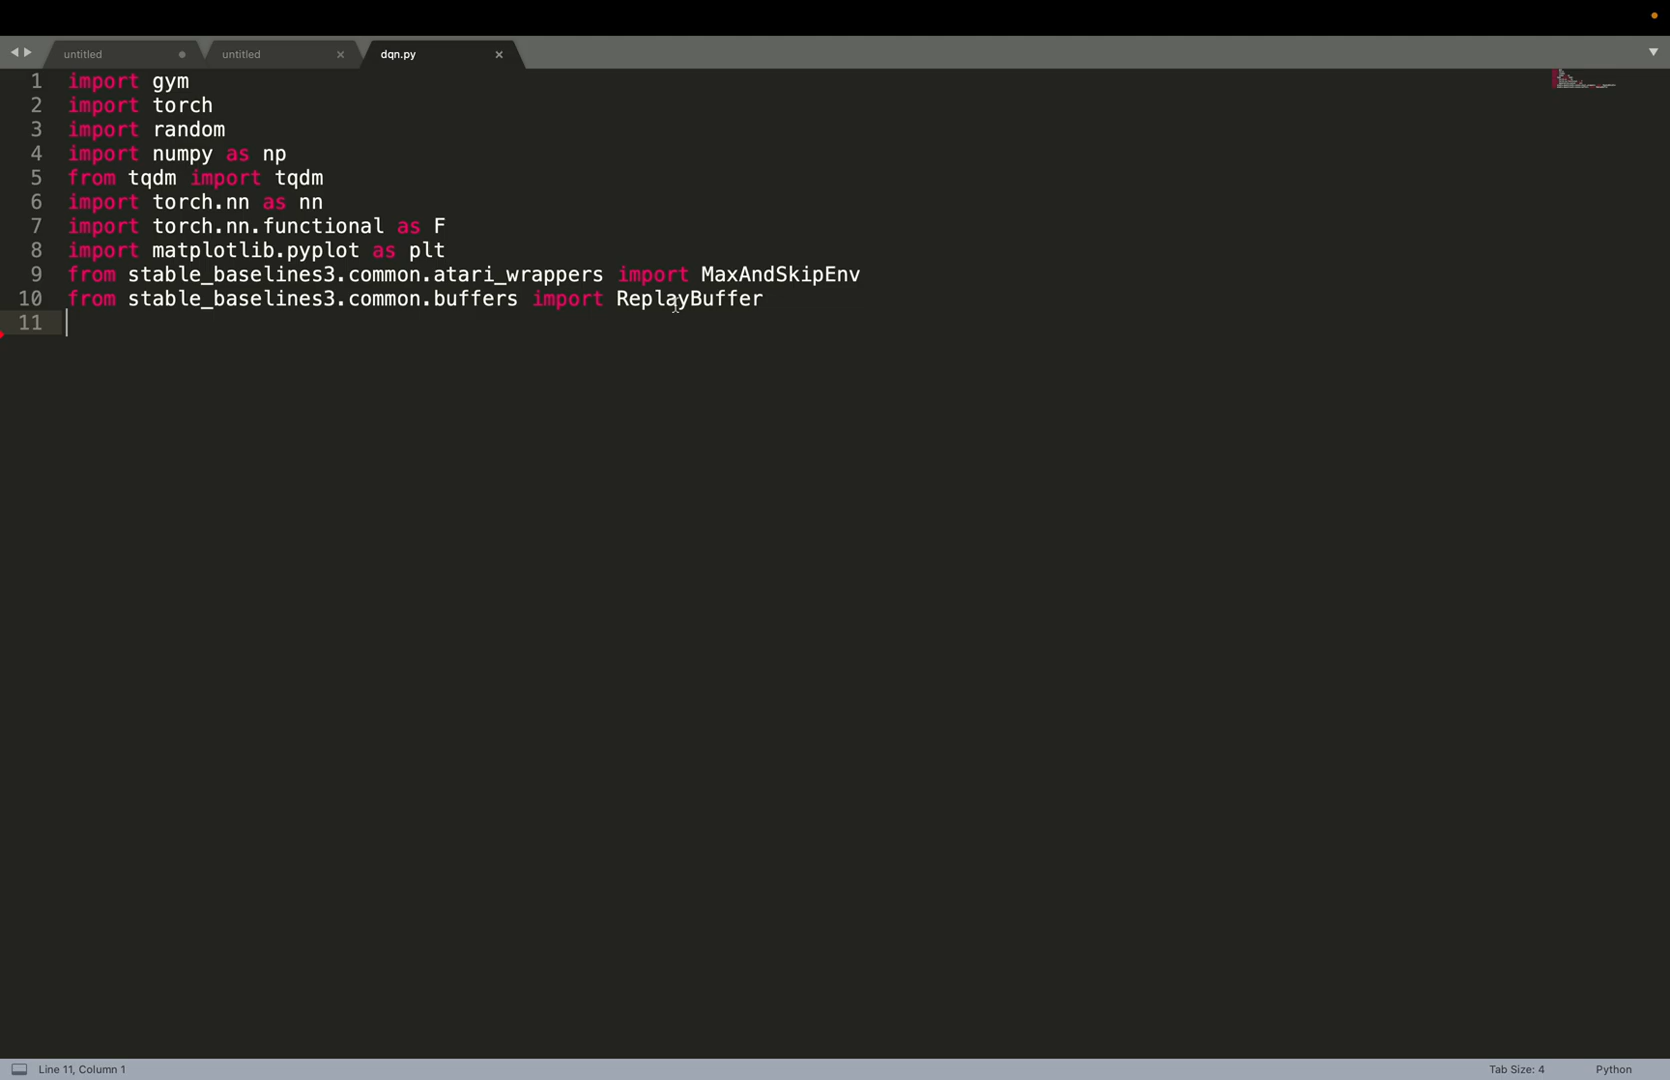 untitled
untitled
dqn.py
1 import gym
2 import torch
3 import random
4 import numpy as np
5 from tqdm import tqdm
6 import torch.nn as nn
7 import torch.nn.functional as F
8 import matplotlib.pyplot as plt
9 from stable_baselines3.common.atari_wrappers import MaxAndSkipEnv
10 from stable_baselines3.common.buffers import ReplayBuffer
11
Line 11, Column 1
Tab Size: 4
Python